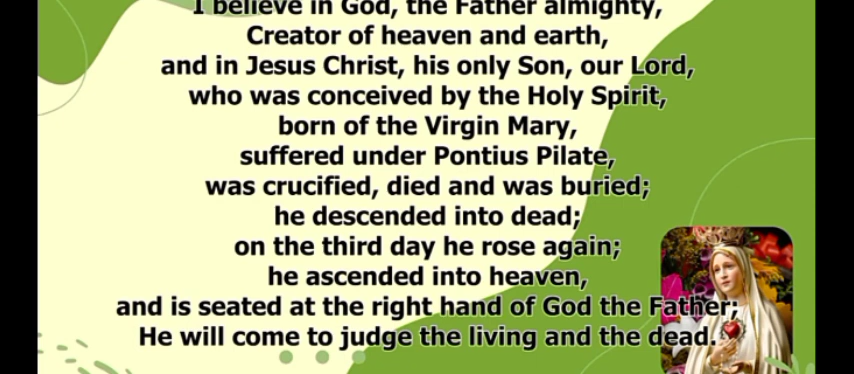 I believe in God, the Father almighty,
Creator of heaven and earth,
and in Jesus Christ, his only Son, our Lord,
who was conceived by the Holy Spirit,
born of the Virgin Mary,
suffered under Pontius Pilate,
was crucified, died and was buried;
he descended into dead;
on the third day he rose again;
he ascended into heaven,
and is seated at the right hand of God the Father;
He will come to judge the living and the dead.